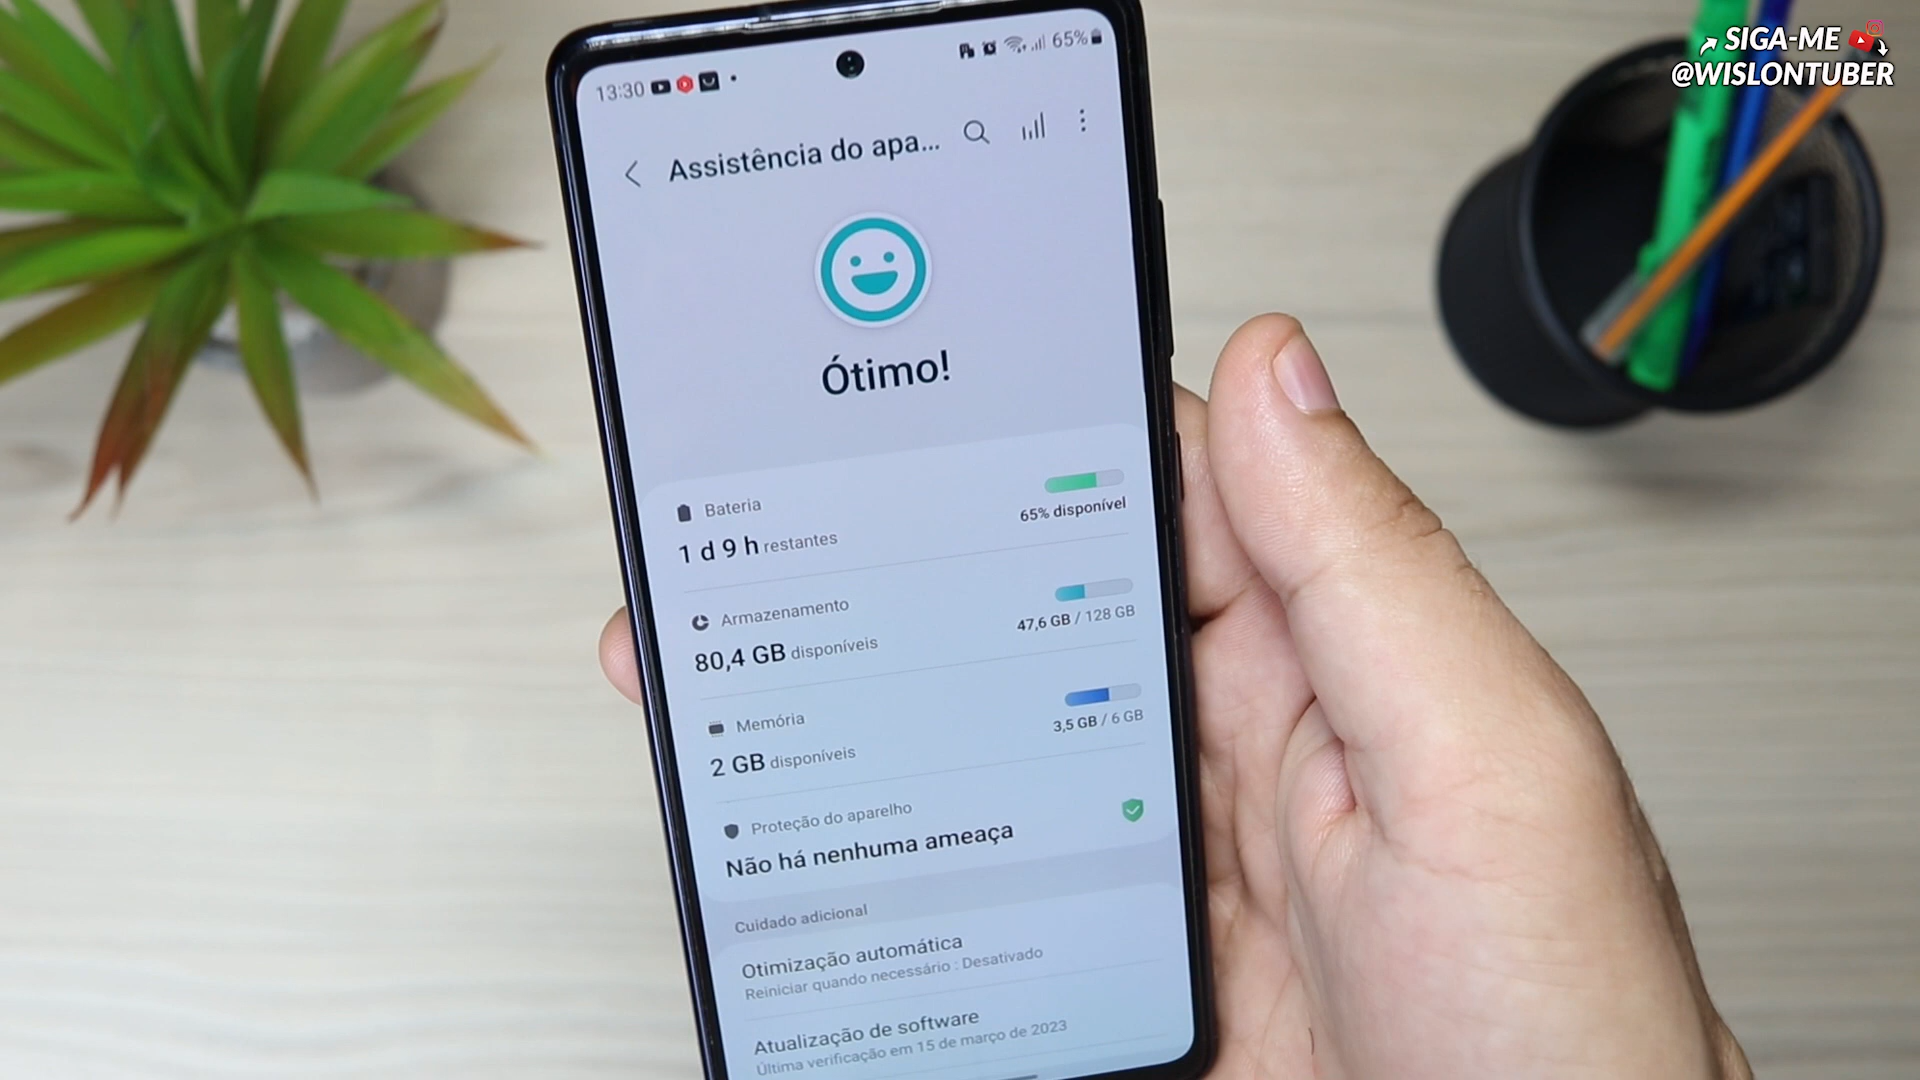 SIGA-ME
@WISLONTUBER
13:30
65%
Assistência do apa...
Ótimo!
Bateria
1 d 9 h restantes
65% disponível
Armazenamento
80,4 GB disponíveis
47,6 GB / 128 GB
Memória
2 GB disponíveis
3,5 GB / 6 GB
Proteção do aparelho
Não há nenhuma ameaça
Cuidado adicional
Otimização automática
Reiniciar quando necessário : Desativado
Atualização de software
Última verificação em 15 de março de 2023